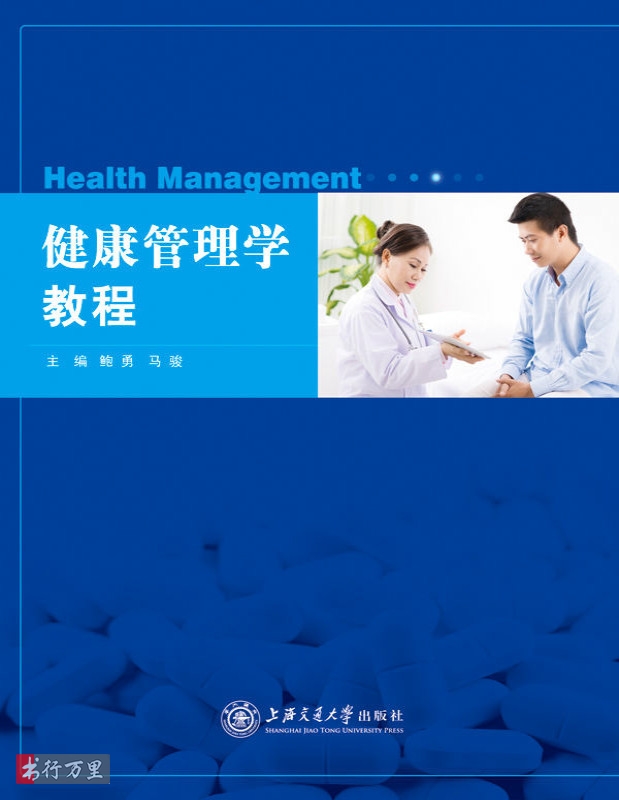 Health Management
健康管理学
教程
主 编 鲍 勇 马 骏
上海交通大学出版社
SHANGHAI JIAO TONG UNIVERSITY PRESS
书行万里